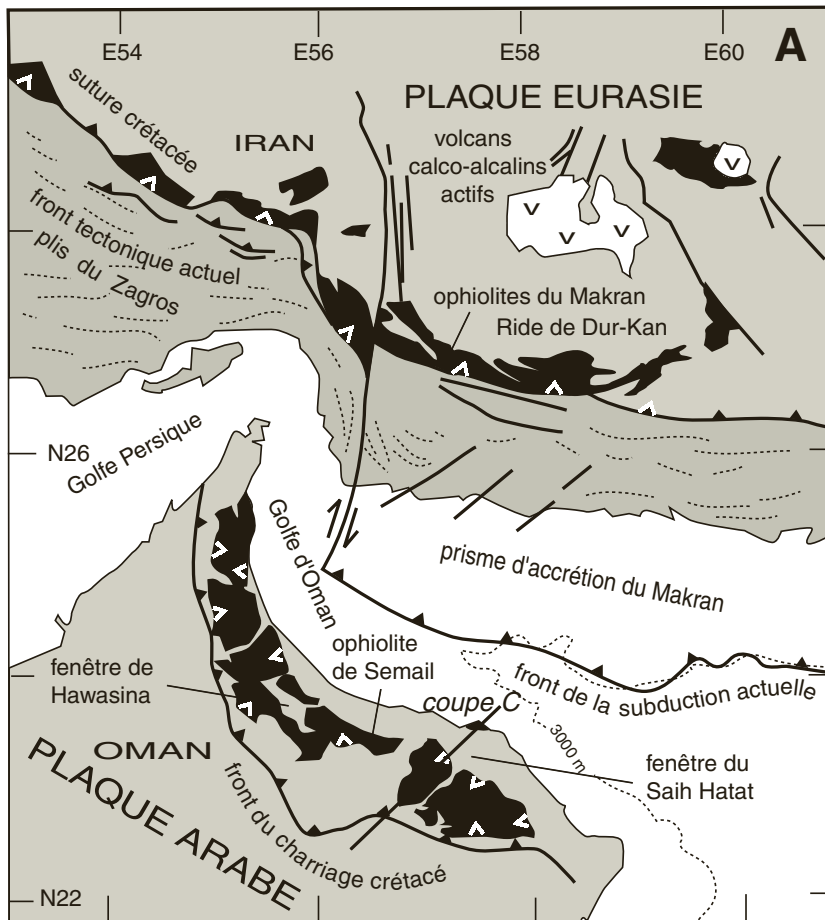 E54
E56
E58
E60
A
PLAQUE EURASIE
suture crétacée
IRAN
volcans
calco-alcalins
actifs
v
v
v
v
front tectonique actuel
plis du Zagros
ophiolites du Makran
Ride de Dur-Kan
N26
Golfe Persique
Golfe d'Oman
prisme d'accrétion du Makran
ophiolite
de Semail
front de la subduction actuelle
fenêtre de
Hawasina
coupe C
3000 m
OMAN
fenêtre du
Saih Hatat
PLAQUE ARABE
front du charriage crétacé
N22